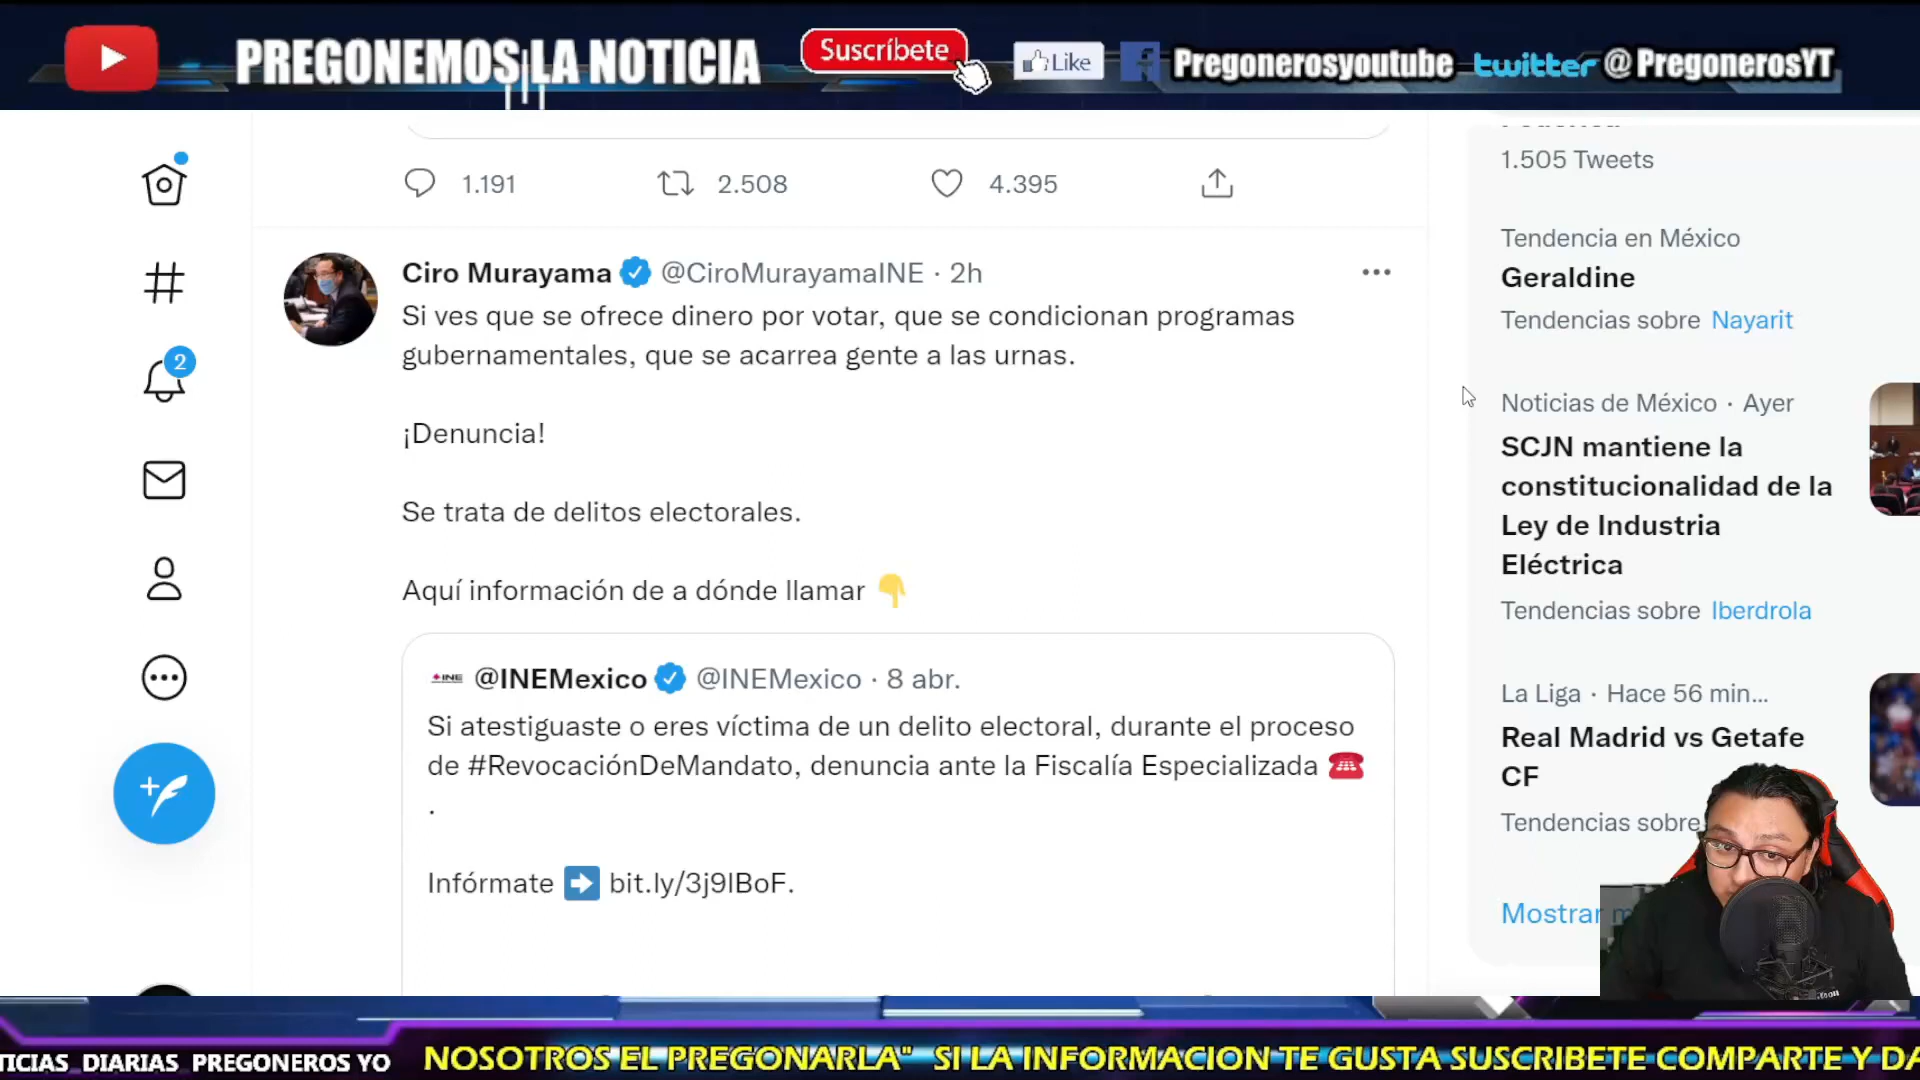 PREGONEMOS LA NOTICIA
Suscríbete
Like
Pregonerosyoutube
twitter @PregonerosYT
1.191
2.508
4.395
Ciro Murayama @CiroMurayamaINE · 2h
Si ves que se ofrece dinero por votar, que se condicionan programas
gubernamentales, que se acarrea gente a las urnas.
¡Denuncia!
Se trata de delitos electorales.
Aquí información de a dónde llamar
INE @INEMexico @INEMexico · 8 abr.
Si atestiguaste o eres víctima de un delito electoral, durante el proceso
de #RevocaciónDeMandato, denuncia ante la Fiscalía Especializada
.
Infórmate bit.ly/3j9lBoF.
2
1.505 Tweets
Tendencia en México
Geraldine
Tendencias sobre Nayarit
Noticias de México · Ayer
SCJN mantiene la
constitucionalidad de la
Ley de Industria
Eléctrica
Tendencias sobre Iberdrola
La Liga · Hace 56 min...
Real Madrid vs Getafe
CF
Tendencias sobre
Mostrar
TICIAS DIARIAS PREGONEROS YO
NOSOTROS EL PREGONARLA" SI LA INFORMACION TE GUSTA SUSCRIBETE COMPARTE Y DA